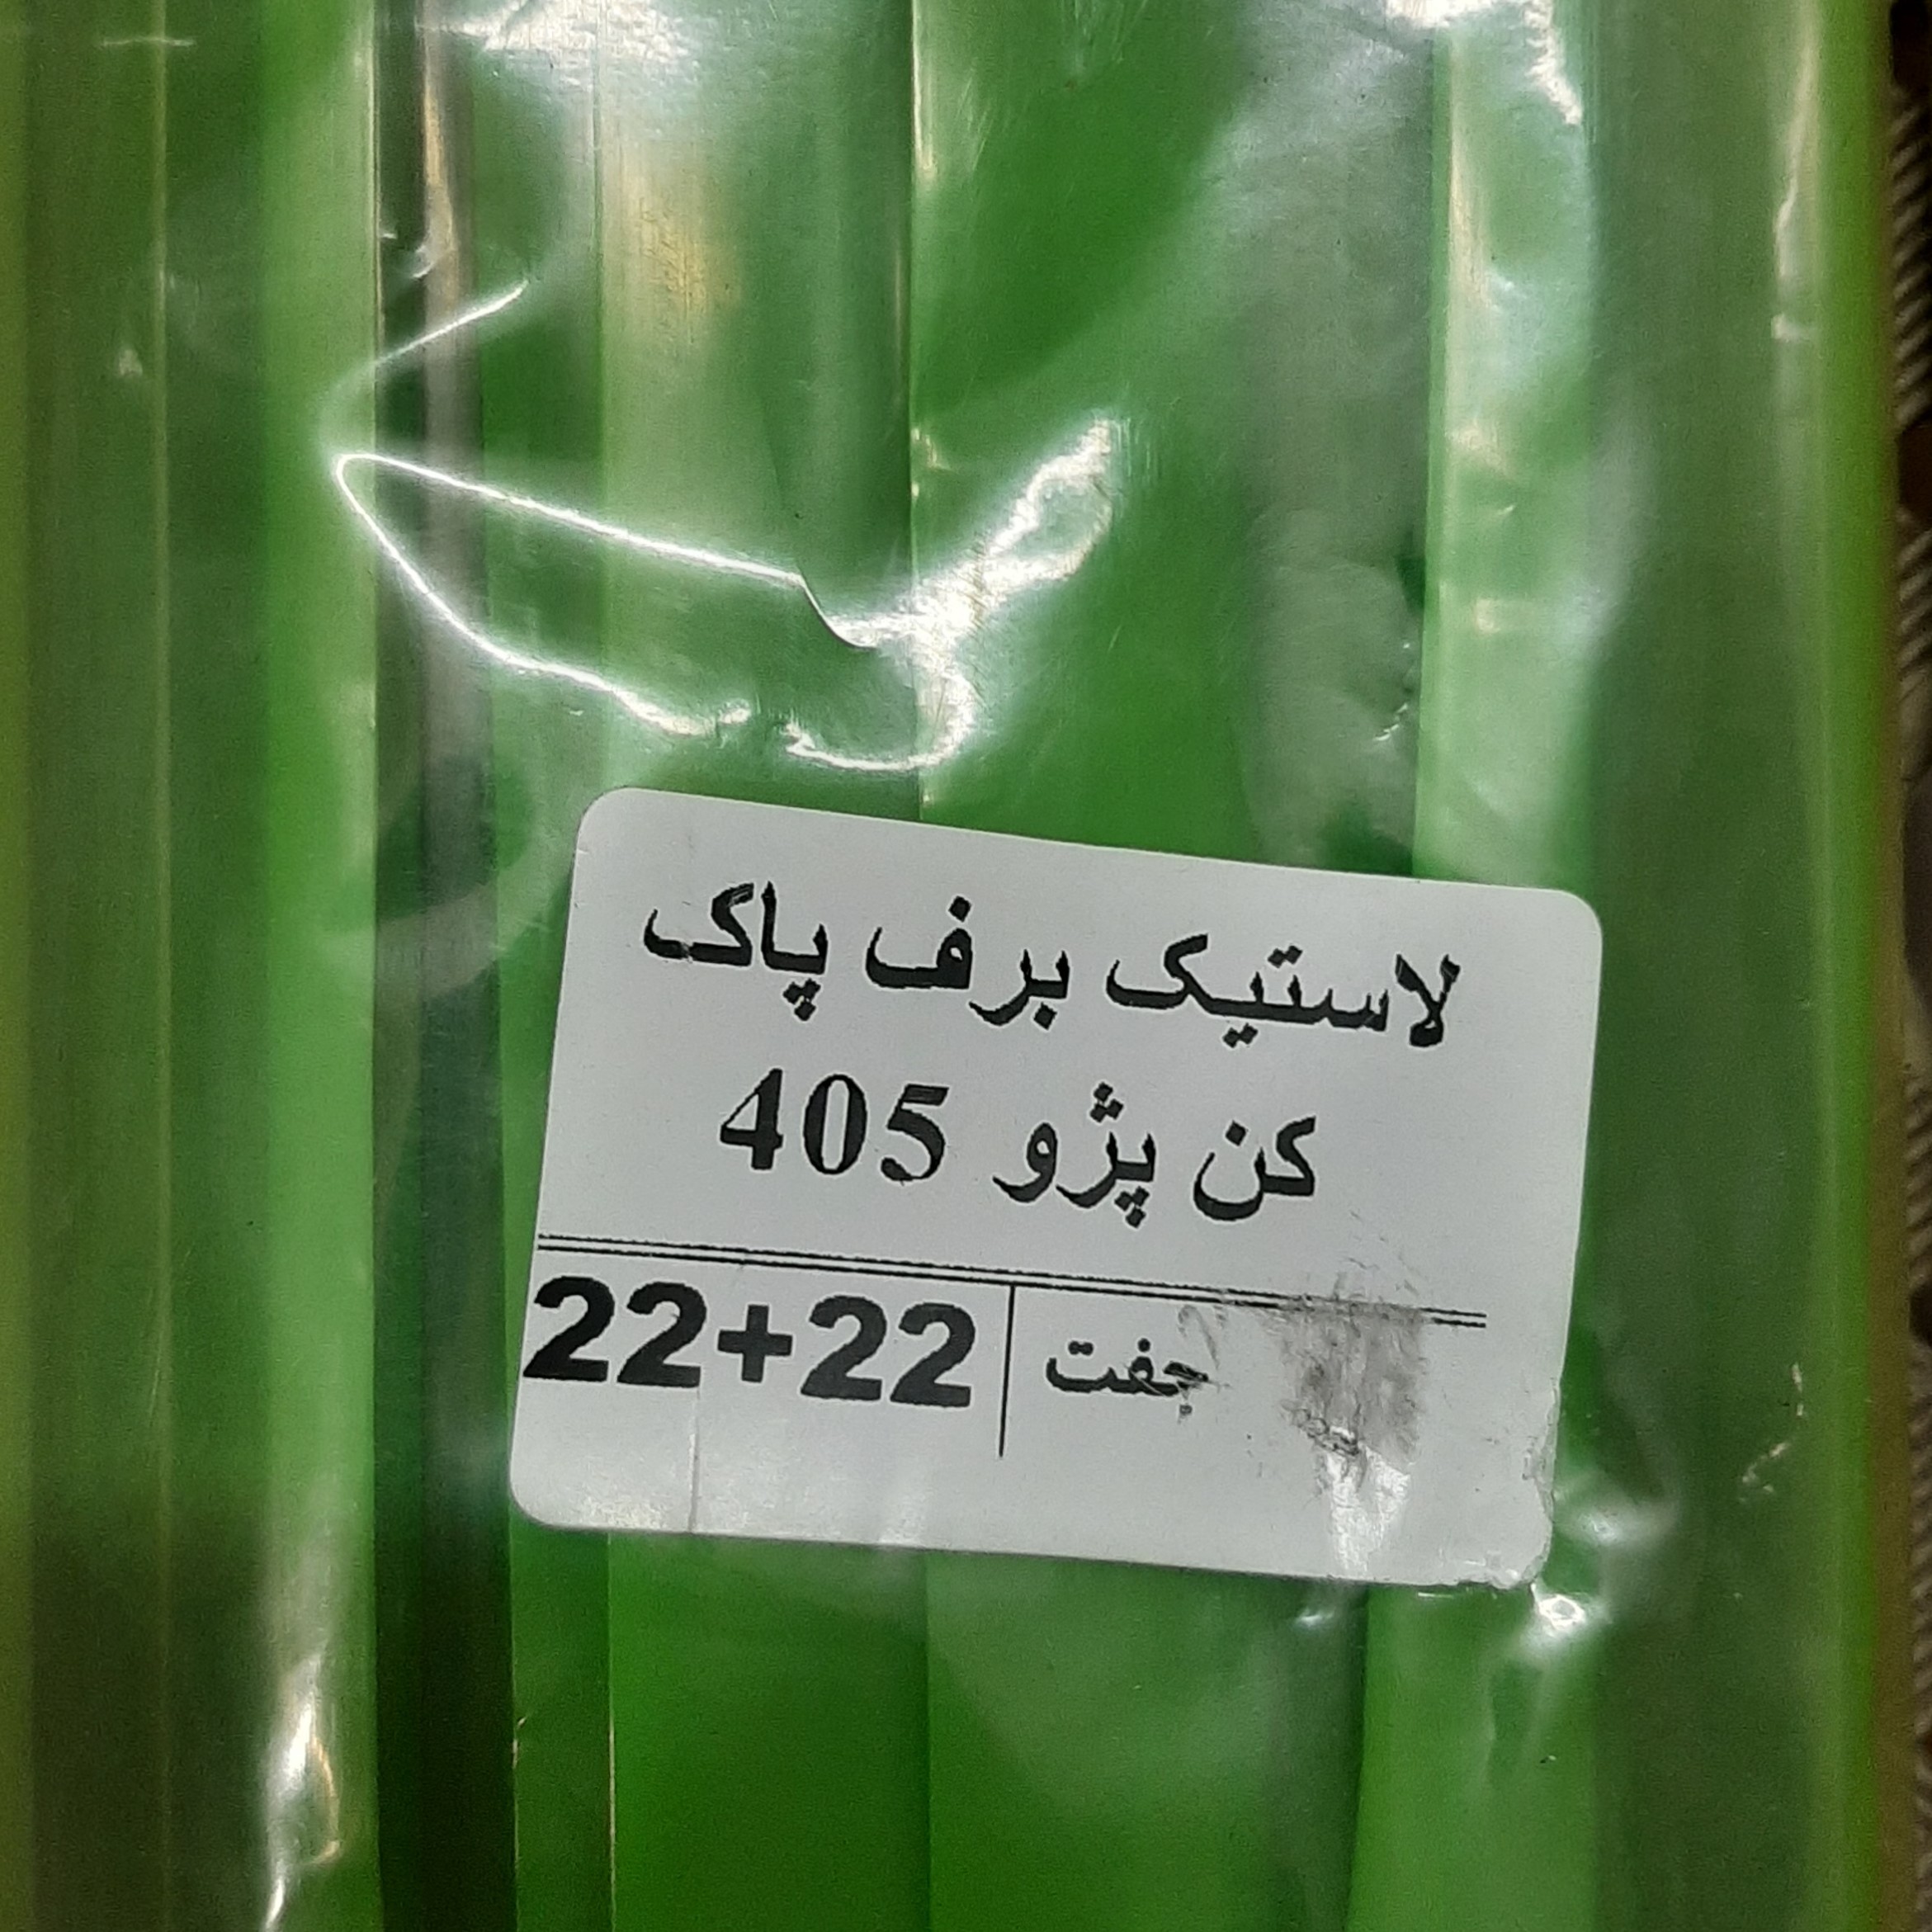 لاستیک برف پاک
کن پژو 405
جفت 22+22